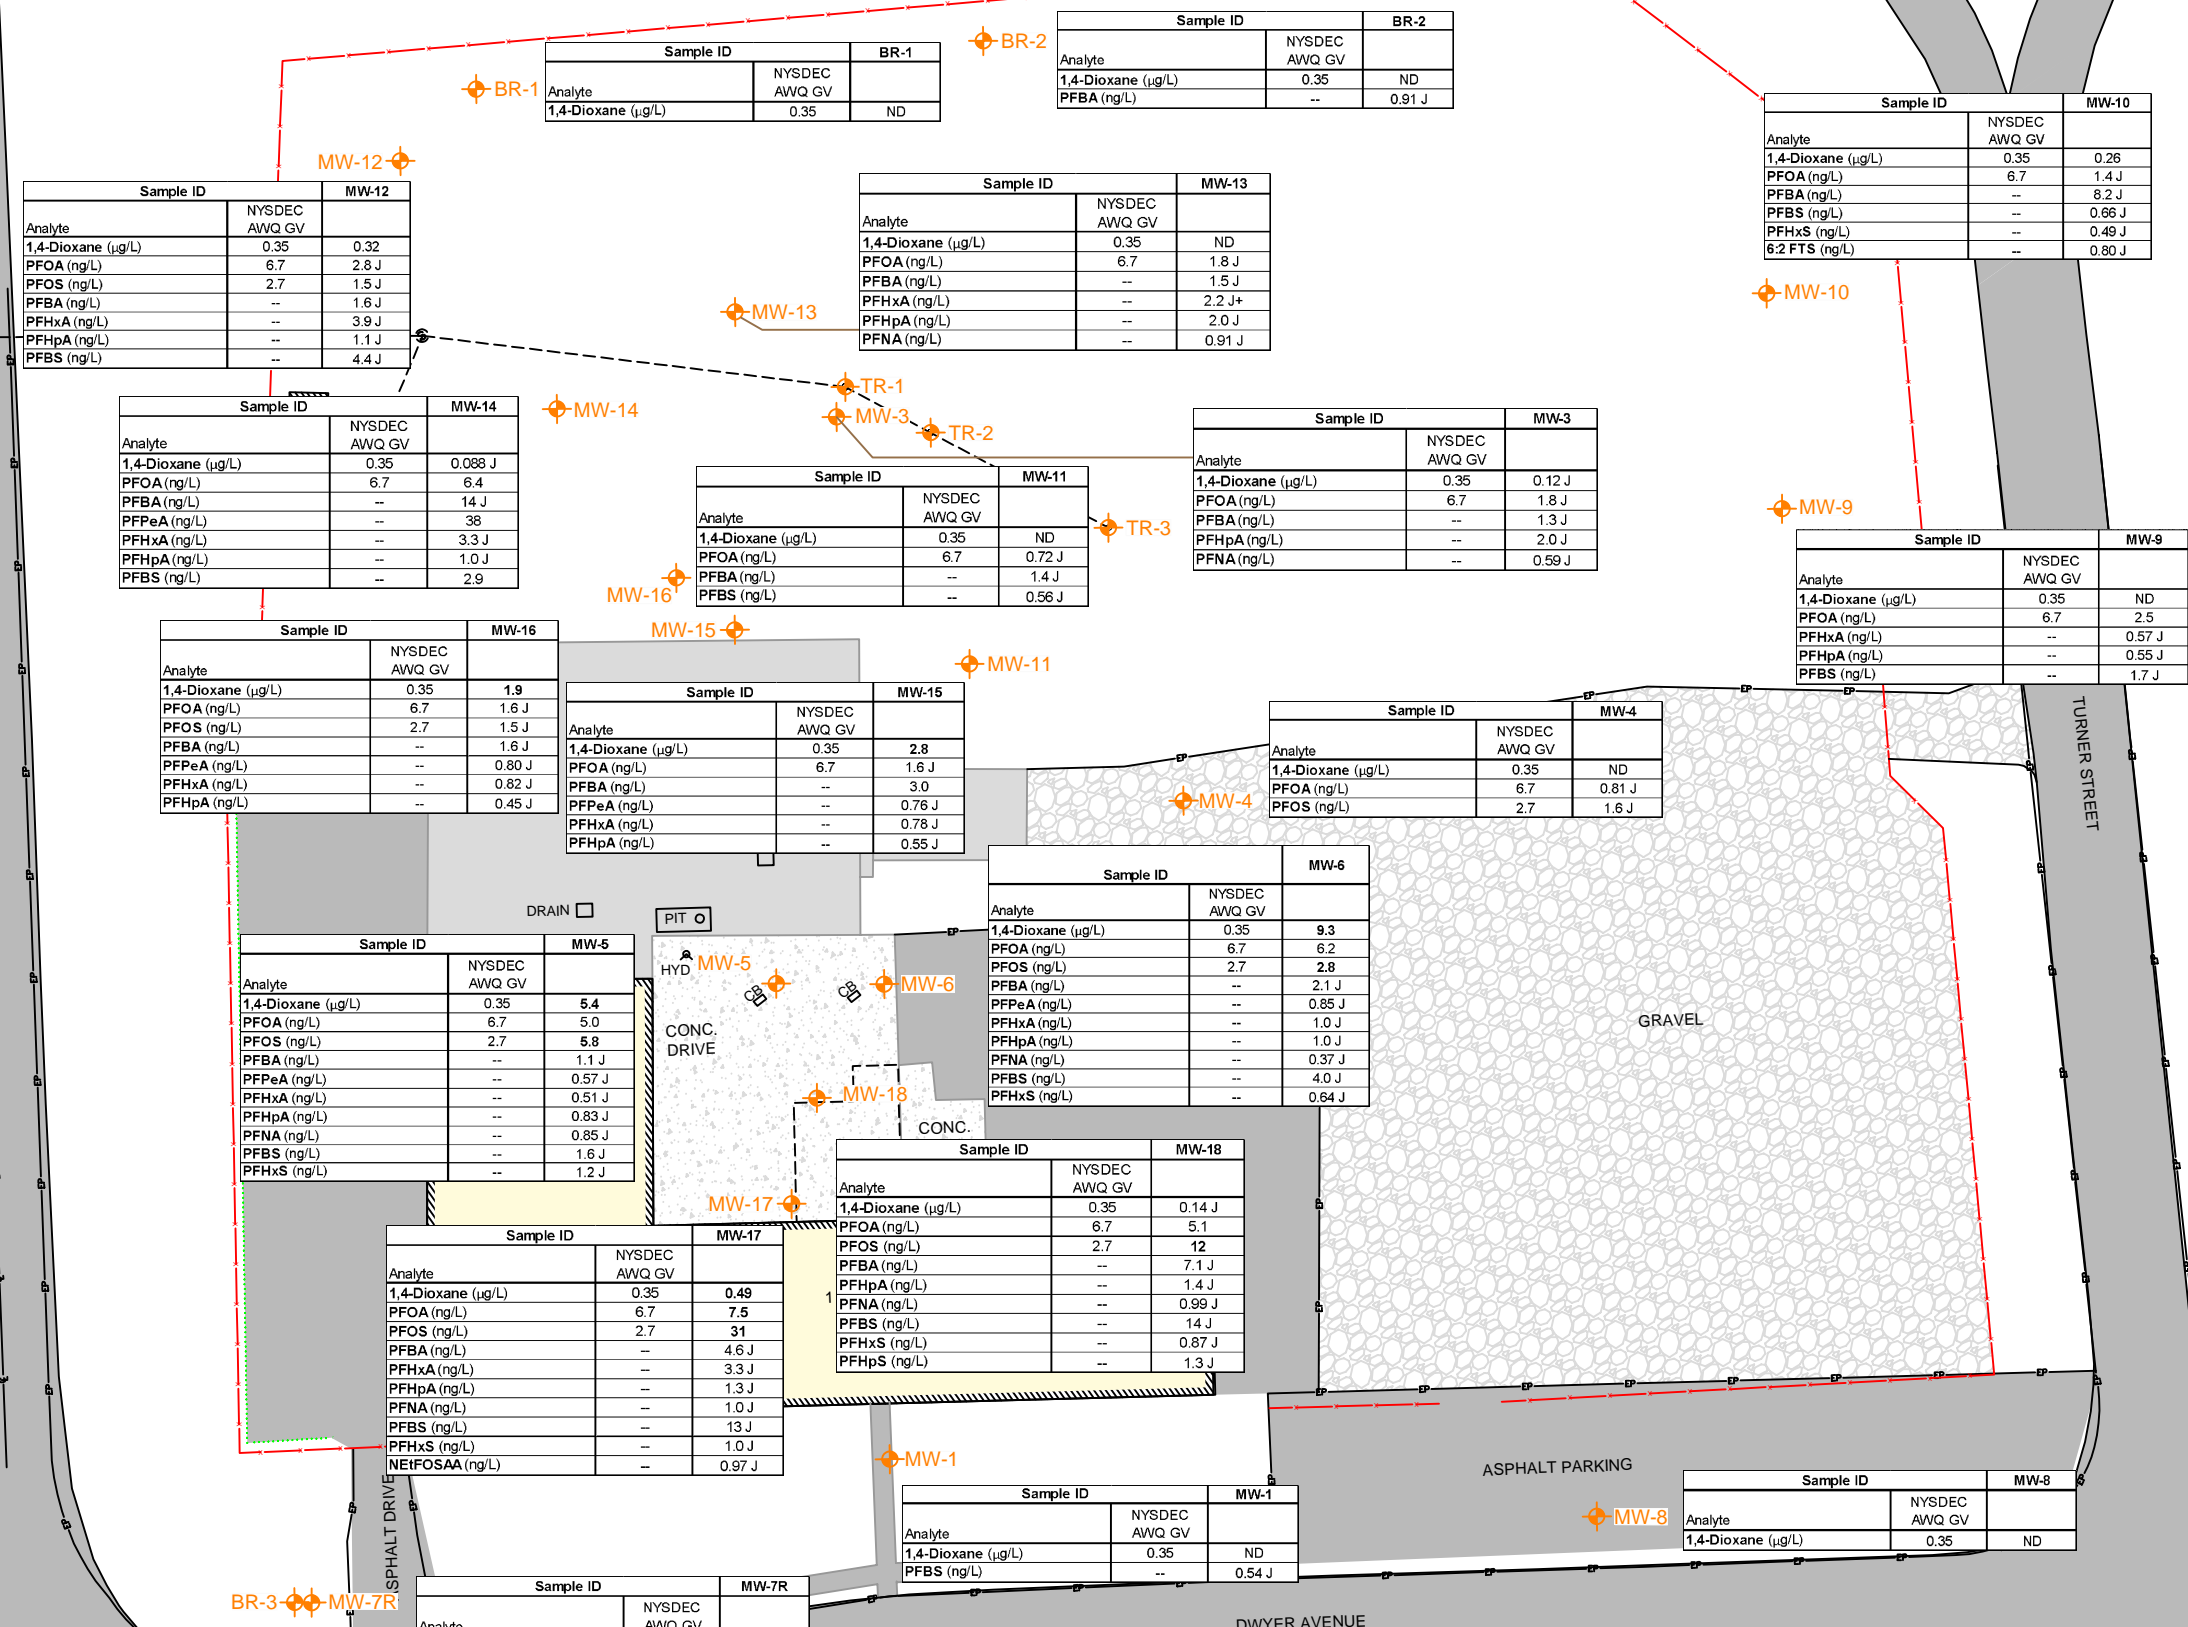 Sample ID BR-2
NYSDEC
Analyte AWQ GV
1,4-Dioxane (µg/L) 0.35 ND
PFBA (ng/L) -- 0.91 J
BR-2
Sample ID BR-1
NYSDEC
Analyte AWQ GV
1,4-Dioxane (µg/L) 0.35 ND
BR-1
Sample ID MW-10
NYSDEC
Analyte AWQ GV
1,4-Dioxane (µg/L) 0.35 0.26
PFOA (ng/L) 6.7 1.4 J
PFBA (ng/L) -- 8.2 J
PFBS (ng/L) -- 0.66 J
PFHxS (ng/L) -- 0.49 J
6:2 FTS (ng/L) -- 0.80 J
MW-10
MW-12
Sample ID MW-12
NYSDEC
Analyte AWQ GV
1,4-Dioxane (µg/L) 0.35 0.32
PFOA (ng/L) 6.7 2.8 J
PFOS (ng/L) 2.7 1.5 J
PFBA (ng/L) -- 1.6 J
PFHxA (ng/L) -- 3.9 J
PFHpA (ng/L) -- 1.1 J
PFBS (ng/L) -- 4.4 J
Sample ID MW-13
NYSDEC
Analyte AWQ GV
1,4-Dioxane (µg/L) 0.35 ND
PFOA (ng/L) 6.7 1.8 J
PFBA (ng/L) -- 1.5 J
PFHxA (ng/L) -- 2.2 J+
PFHpA (ng/L) -- 2.0 J
PFNA (ng/L) -- 0.91 J
MW-13
TR-1
MW-3
TR-2
MW-14
Sample ID MW-14
NYSDEC
Analyte AWQ GV
1,4-Dioxane (µg/L) 0.35 0.088 J
PFOA (ng/L) 6.7 6.4
PFBA (ng/L) -- 14 J
PFPeA (ng/L) -- 38
PFHxA (ng/L) -- 3.3 J
PFHpA (ng/L) -- 1.0 J
PFBS (ng/L) -- 2.9
Sample ID MW-3
NYSDEC
Analyte AWQ GV
1,4-Dioxane (µg/L) 0.35 0.12 J
PFOA (ng/L) 6.7 1.8 J
PFBA (ng/L) -- 1.3 J
PFHpA (ng/L) -- 2.0 J
PFNA (ng/L) -- 0.59 J
Sample ID MW-11
NYSDEC
Analyte AWQ GV
1,4-Dioxane (µg/L) 0.35 ND
PFOA (ng/L) 6.7 0.72 J
PFBA (ng/L) -- 1.4 J
PFBS (ng/L) -- 0.56 J
TR-3
MW-9
Sample ID MW-9
NYSDEC
Analyte AWQ GV
1,4-Dioxane (µg/L) 0.35 ND
PFOA (ng/L) 6.7 2.5
PFHxA (ng/L) -- 0.57 J
PFHpA (ng/L) -- 0.55 J
PFBS (ng/L) -- 1.7 J
MW-16
MW-15
MW-11
Sample ID MW-16
NYSDEC
Analyte AWQ GV
1,4-Dioxane (µg/L) 0.35 1.9
PFOA (ng/L) 6.7 1.6 J
PFOS (ng/L) 2.7 1.5 J
PFBA (ng/L) -- 1.6 J
PFPeA (ng/L) -- 0.80 J
PFHxA (ng/L) -- 0.82 J
PFHpA (ng/L) -- 0.45 J
Sample ID MW-15
NYSDEC
Analyte AWQ GV
1,4-Dioxane (µg/L) 0.35 2.8
PFOA (ng/L) 6.7 1.6 J
PFBA (ng/L) -- 3.0
PFPeA (ng/L) -- 0.76 J
PFHxA (ng/L) -- 0.78 J
PFHpA (ng/L) -- 0.55 J
Sample ID MW-4
NYSDEC
Analyte AWQ GV
1,4-Dioxane (µg/L) 0.35 ND
PFOA (ng/L) 6.7 0.81 J
PFOS (ng/L) 2.7 1.6 J
MW-4
TURNER STREET
Sample ID MW-6
NYSDEC
Analyte AWQ GV
1,4-Dioxane (µg/L) 0.35 9.3
PFOA (ng/L) 6.7 6.2
PFOS (ng/L) 2.7 2.8
PFBA (ng/L) -- 2.1 J
PFPeA (ng/L) -- 0.85 J
PFHxA (ng/L) -- 1.0 J
PFHpA (ng/L) -- 1.0 J
PFNA (ng/L) -- 0.37 J
PFBS (ng/L) -- 4.0 J
PFHxS (ng/L) -- 0.64 J
DRAIN
PIT
HYD
MW-5
CB
CB
MW-6
CONC.
DRIVE
GRAVEL
Sample ID MW-5
NYSDEC
Analyte AWQ GV
1,4-Dioxane (µg/L) 0.35 5.4
PFOA (ng/L) 6.7 5.0
PFOS (ng/L) 2.7 5.8
PFBA (ng/L) -- 1.1 J
PFPeA (ng/L) -- 0.57 J
PFHxA (ng/L) -- 0.51 J
PFHpA (ng/L) -- 0.83 J
PFNA (ng/L) -- 0.85 J
PFBS (ng/L) -- 1.6 J
PFHxS (ng/L) -- 1.2 J
MW-18
CONC.
Sample ID MW-18
NYSDEC
Analyte AWQ GV
1,4-Dioxane (µg/L) 0.35 0.14 J
PFOA (ng/L) 6.7 5.1
PFOS (ng/L) 2.7 12
PFBA (ng/L) -- 7.1 J
PFHpA (ng/L) -- 1.4 J
PFNA (ng/L) -- 0.99 J
PFBS (ng/L) -- 14 J
PFHxS (ng/L) -- 0.87 J
PFHpS (ng/L) -- 1.3 J
MW-17
1
Sample ID MW-17
NYSDEC
Analyte AWQ GV
1,4-Dioxane (µg/L) 0.35 0.49
PFOA (ng/L) 6.7 7.5
PFOS (ng/L) 2.7 31
PFBA (ng/L) -- 4.6 J
PFHxA (ng/L) -- 3.3 J
PFHpA (ng/L) -- 1.3 J
PFNA (ng/L) -- 1.0 J
PFBS (ng/L) -- 13 J
PFHxS (ng/L) -- 1.0 J
NEtFOSAA (ng/L) -- 0.97 J
MW-1
ASPHALT PARKING
Sample ID MW-1
NYSDEC
Analyte AWQ GV
1,4-Dioxane (µg/L) 0.35 ND
PFBS (ng/L) -- 0.54 J
MW-8
Sample ID MW-8
NYSDEC
Analyte AWQ GV
1,4-Dioxane (µg/L) 0.35 ND
ASPHALT DRIVE
BR-3
MW-7R
Sample ID MW-7R
NYSDEC
Analyte AWQ GV
DWYER AVENUE